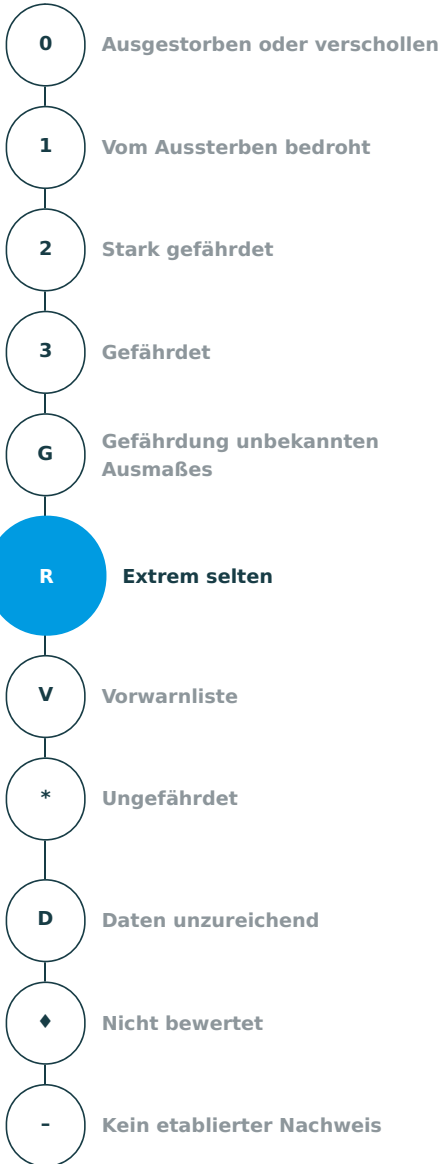 0 Ausgestorben oder verschollen
1 Vom Aussterben bedroht
2 Stark gefährdet
3 Gefährdet
G Gefährdung unbekannten
Ausmaßes
R Extrem selten
V Vorwarnliste
* Ungefährdet
D Daten unzureichend
♦ Nicht bewertet
– Kein etablierter Nachweis